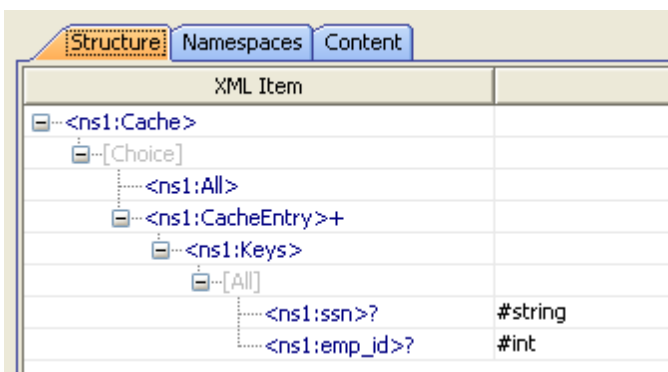 Structure Namespaces Content
XML Item
<ns1:Cache>
[Choice]
<ns1:All>
<ns1:CacheEntry>+
<ns1:Keys>
[All]
<ns1:ssn>? #string
<ns1:emp_id>? #int